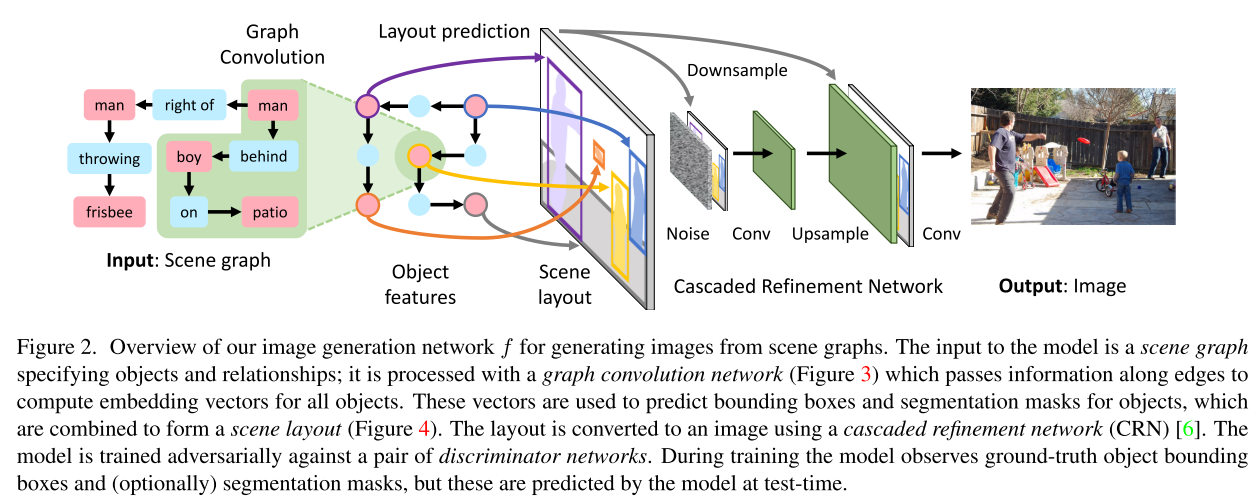 Graph
Convolution
Layout prediction
Downsample
man
right of
man
throwing
boy
behind
frisbee
on
patio
Noise
Conv
Upsample
Conv
Input: Scene graph
Object
features
Scene
layout
Cascaded Refinement Network
Output: Image
Figure 2. Overview of our image generation network f for generating images from scene graphs. The input to the model is a scene graph
specifying objects and relationships; it is processed with a graph convolution network (Figure 3) which passes information along edges to
compute embedding vectors for all objects. These vectors are used to predict bounding boxes and segmentation masks for objects, which
are combined to form a scene layout (Figure 4). The layout is converted to an image using a cascaded refinement network (CRN) [6]. The
model is trained adversarially against a pair of discriminator networks. During training the model observes ground-truth object bounding
boxes and (optionally) segmentation masks, but these are predicted by the model at test-time.